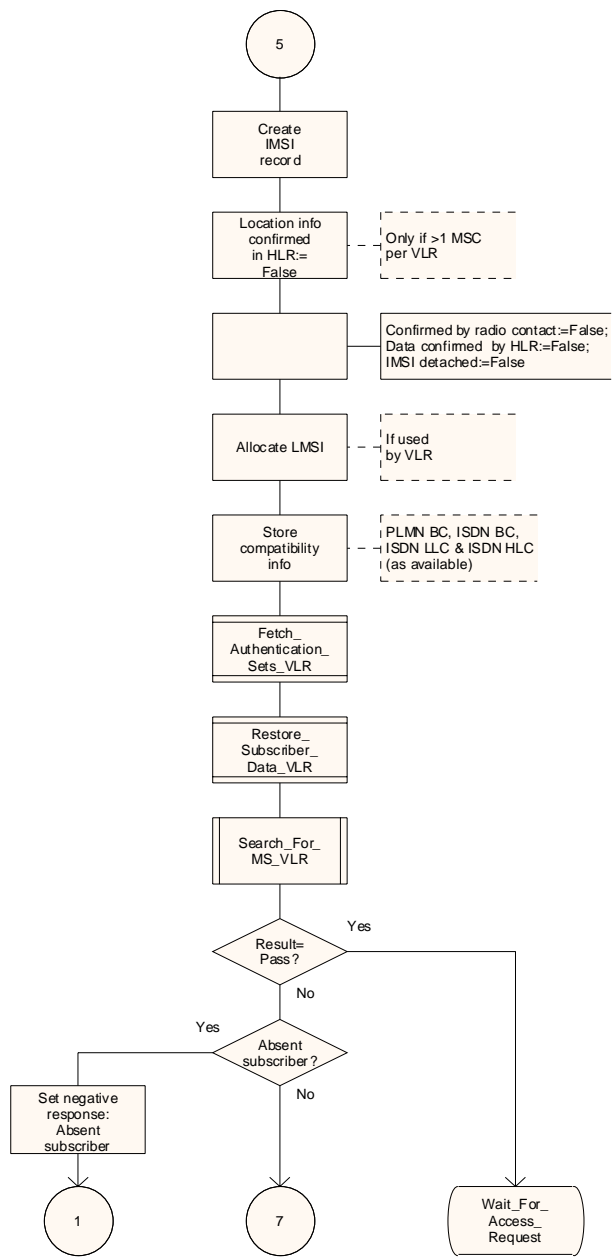 5
Create
IMSI
record
Location info
confirmed
in HLR:=
False
Only if >1 MSC
per VLR
Confirmed by radio contact:=False;
Data confirmed by HLR:=False;
IMSI detached:=False
Allocate LMSI
If used
by VLR
Store
compatibility
info
PLMN BC, ISDN BC,
ISDN LLC & ISDN HLC
(as available)
Fetch_
Authentication_
Sets_VLR
Restore_
Subscriber_
Data_VLR
Search_For_
MS_VLR
Result=
Pass?
Yes
No
Absent
subscriber?
Yes
No
Set negative
response:
Absent
subscriber
1
7
Wait_For_
Access_
Request